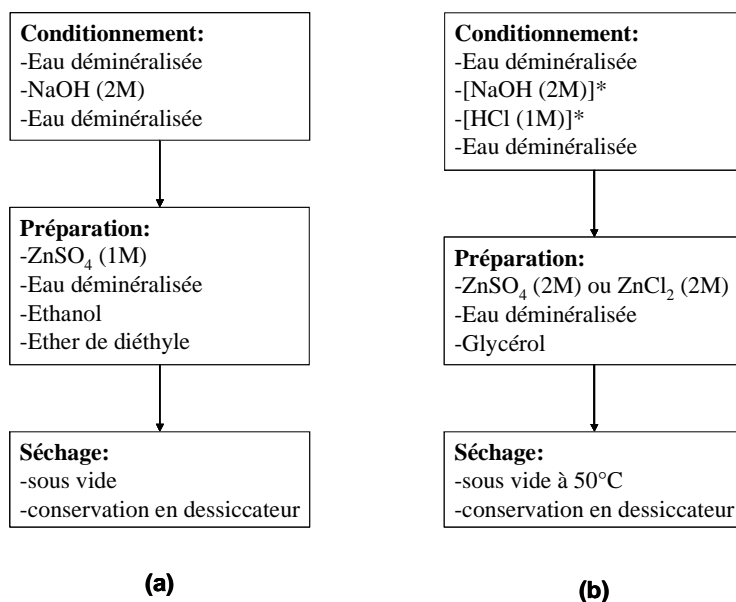 Conditionnement:
-Eau déminéralisée
-NaOH (2M)
-Eau déminéralisée
Préparation:
-ZnSO4 (1M)
-Eau déminéralisée
-Ethanol
-Ether de diéthyle
Séchage:
-sous vide
-conservation en dessiccateur
(a)
Conditionnement:
-Eau déminéralisée
-[NaOH (2M)]*
-[HCl (1M)]*
-Eau déminéralisée
Préparation:
-ZnSO4 (2M) ou ZnCl2 (2M)
-Eau déminéralisée
-Glycérol
Séchage:
-sous vide à 50°C
-conservation en dessiccateur
(b)